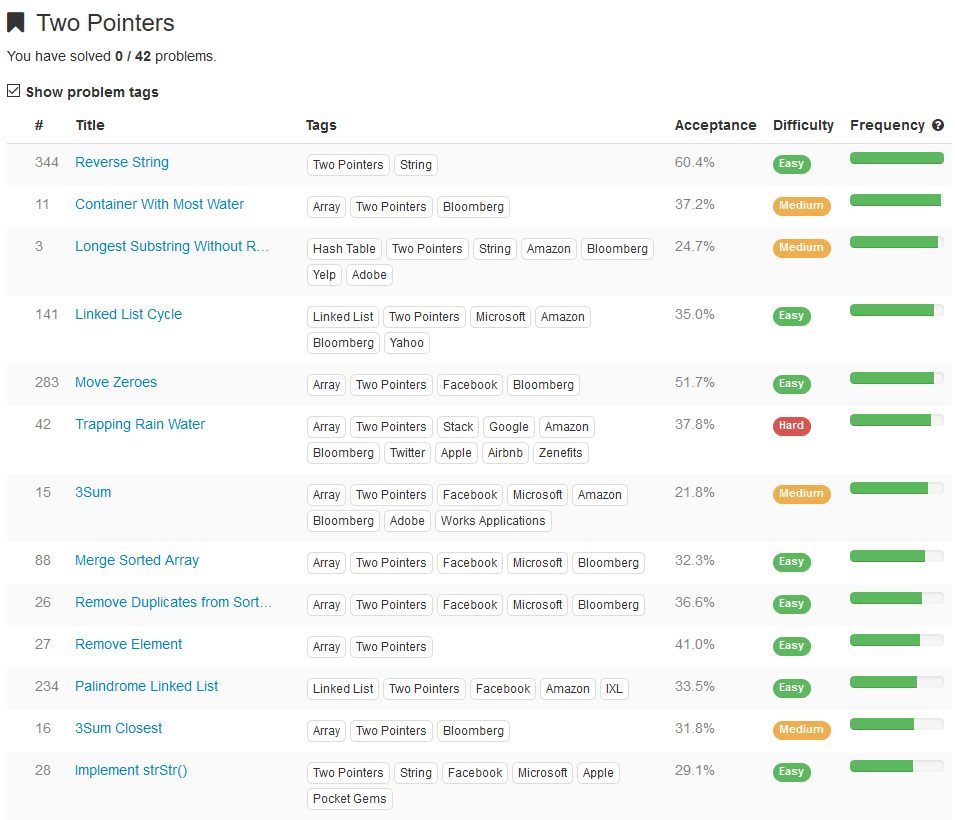 Two Pointers
You have solved 0 / 42 problems.
Show problem tags
# Title Tags Acceptance Difficulty Frequency ?
344 Reverse String Two Pointers String 60.4% Easy
11 Container With Most Water Array Two Pointers Bloomberg 37.2% Medium
3 Longest Substring Without R... Hash Table Two Pointers String Amazon Bloomberg 24.7% Medium
Yelp Adobe
141 Linked List Cycle Linked List Two Pointers Microsoft Amazon 35.0% Easy
Bloomberg Yahoo
283 Move Zeroes Array Two Pointers Facebook Bloomberg 51.7% Easy
42 Trapping Rain Water Array Two Pointers Stack Google Amazon 37.8% Hard
Bloomberg Twitter Apple Airbnb Zenefits
15 3Sum Array Two Pointers Facebook Microsoft Amazon 21.8% Medium
Bloomberg Adobe Works Applications
88 Merge Sorted Array Array Two Pointers Facebook Microsoft Bloomberg 32.3% Easy
26 Remove Duplicates from Sort... Array Two Pointers Facebook Microsoft Bloomberg 36.6% Easy
27 Remove Element Array Two Pointers 41.0% Easy
234 Palindrome Linked List Linked List Two Pointers Facebook Amazon IXL 33.5% Easy
16 3Sum Closest Array Two Pointers Bloomberg 31.8% Medium
28 Implement strStr() Two Pointers String Facebook Microsoft Apple 29.1% Easy
Pocket Gems